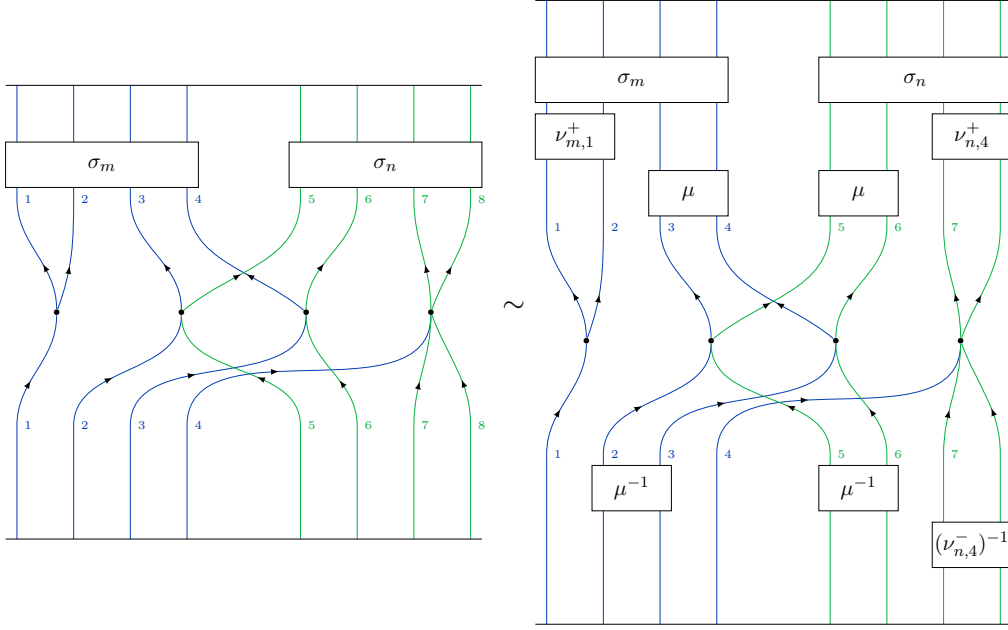 σ_m σ_n
1 2 3 4 5 6 7 8
1 2 3 4 5 6 7 8
∼
σ_m σ_n
ν^+_{m,1} ν^+_{n,4}
μ μ
1 2 3 4 5 6 7
1 2 3 4 5 6 7
μ^{-1} μ^{-1}
(ν^-_{n,4})^{-1}